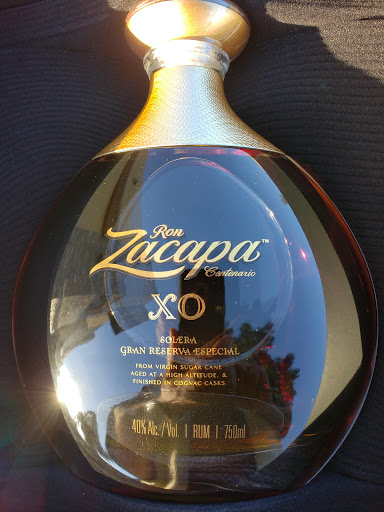 Ron
Zacapa™
Centenario
XO
SOLERA
GRAN RESERVA ESPECIAL
FROM VIRGIN SUGAR CANE
AGED AT A HIGH ALTITUDE, &
FINISHED IN COGNAC CASKS
40% Alc. / Vol. | RUM | 750ml